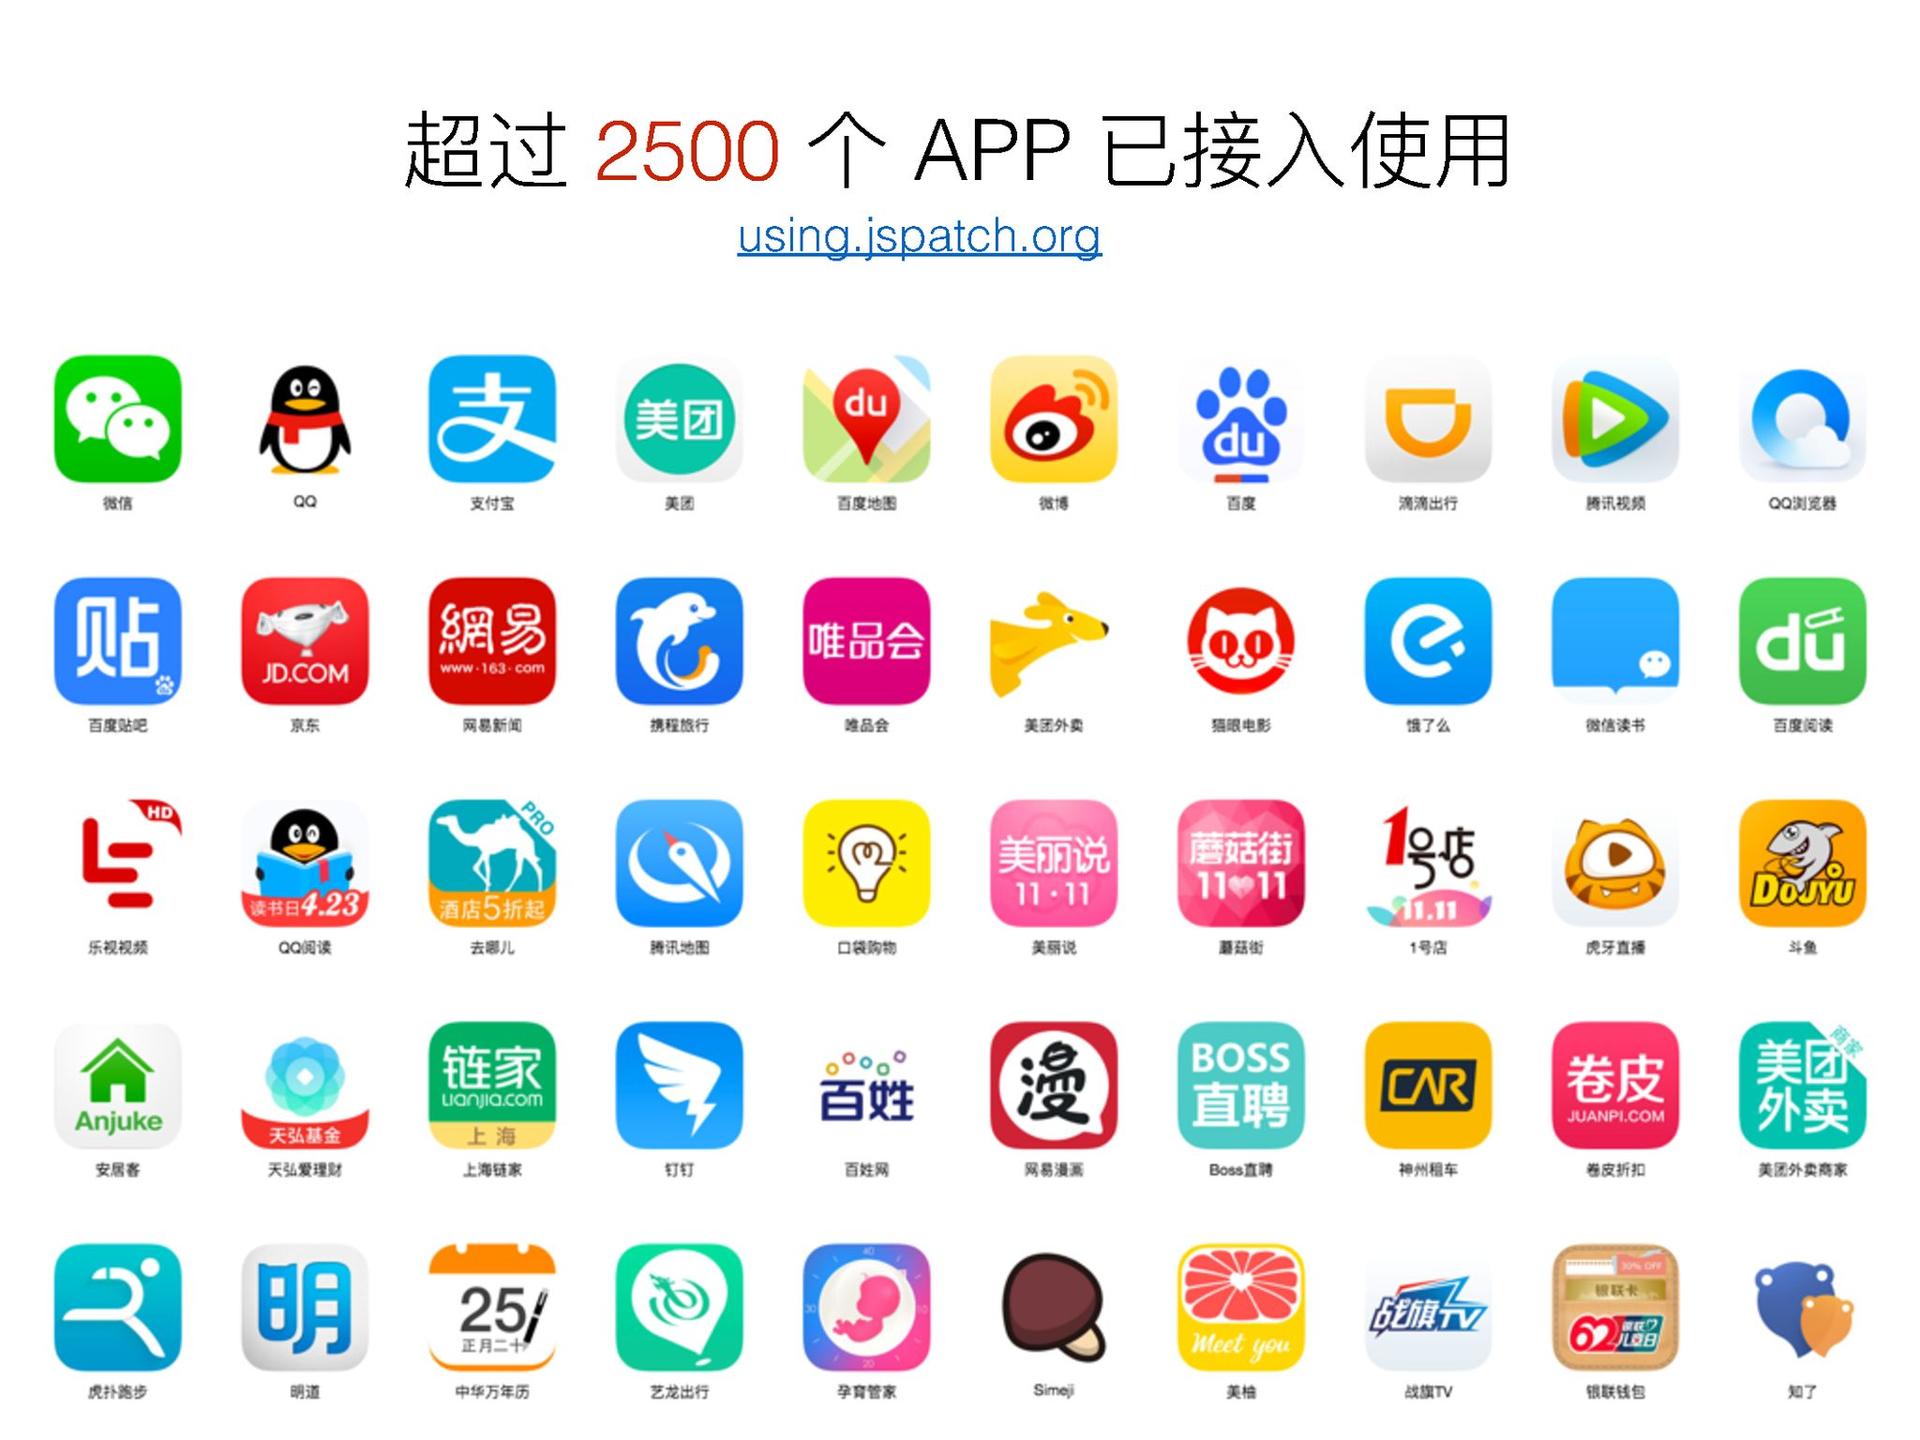 超过 2500 个 APP 已接入使用
using.jspatch.org
支 美团 du du
微信 QQ 支付宝 美团 百度地图 微博 百度 滴滴出行 腾讯视频 QQ浏览器
贴 JD.COM 網易 www·163·com 唯品会 du
百度贴吧 京东 网易新闻 携程旅行 唯品会 美团外卖 猫眼电影 饿了么 微信读书 百度阅读
HD 读书日4.23 PRO 酒店5折起 美丽说 11·11 蘑菇街 11 11 1号店 11.11 DOUYU
乐视视频 QQ阅读 去哪儿 腾讯地图 口袋购物 美丽说 蘑菇街 1号店 虎牙直播 斗鱼
Anjuke 天弘基金 链家 LIANJIA.COM 上海 百姓 漫 BOSS 直聘 CAR 卷皮 JUANPI.COM 美团 外卖 商家
安居客 天弘爱理财 上海链家 钉钉 百姓网 网易漫画 Boss直聘 神州租车 卷皮折扣 美团外卖商家
明 25 正月二十 40 30 10 20 Meet you 战旗TV 30% OFF 银联卡 62 银联 儿童日
虎扑跑步 明道 中华万年历 艺龙出行 孕育管家 Simeji 美柚 战旗TV 银联钱包 知了